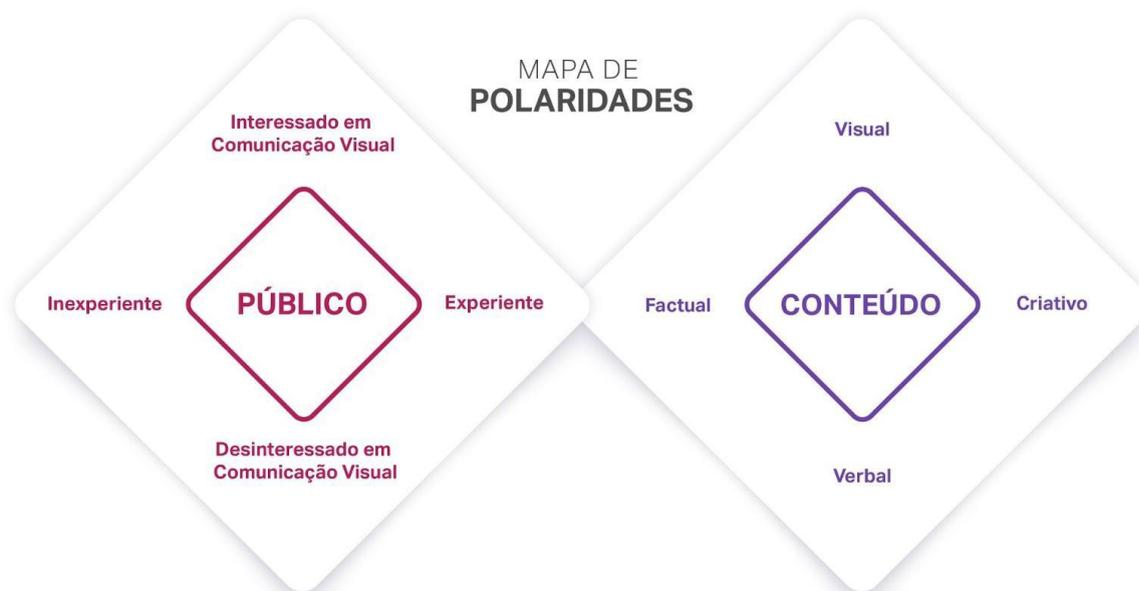 MAPA DE
POLARIDADES
Interessado em
Comunicação Visual
Inexperiente
PÚBLICO
Experiente
Desinteressado em
Comunicação Visual
Visual
Factual
CONTEÚDO
Criativo
Verbal